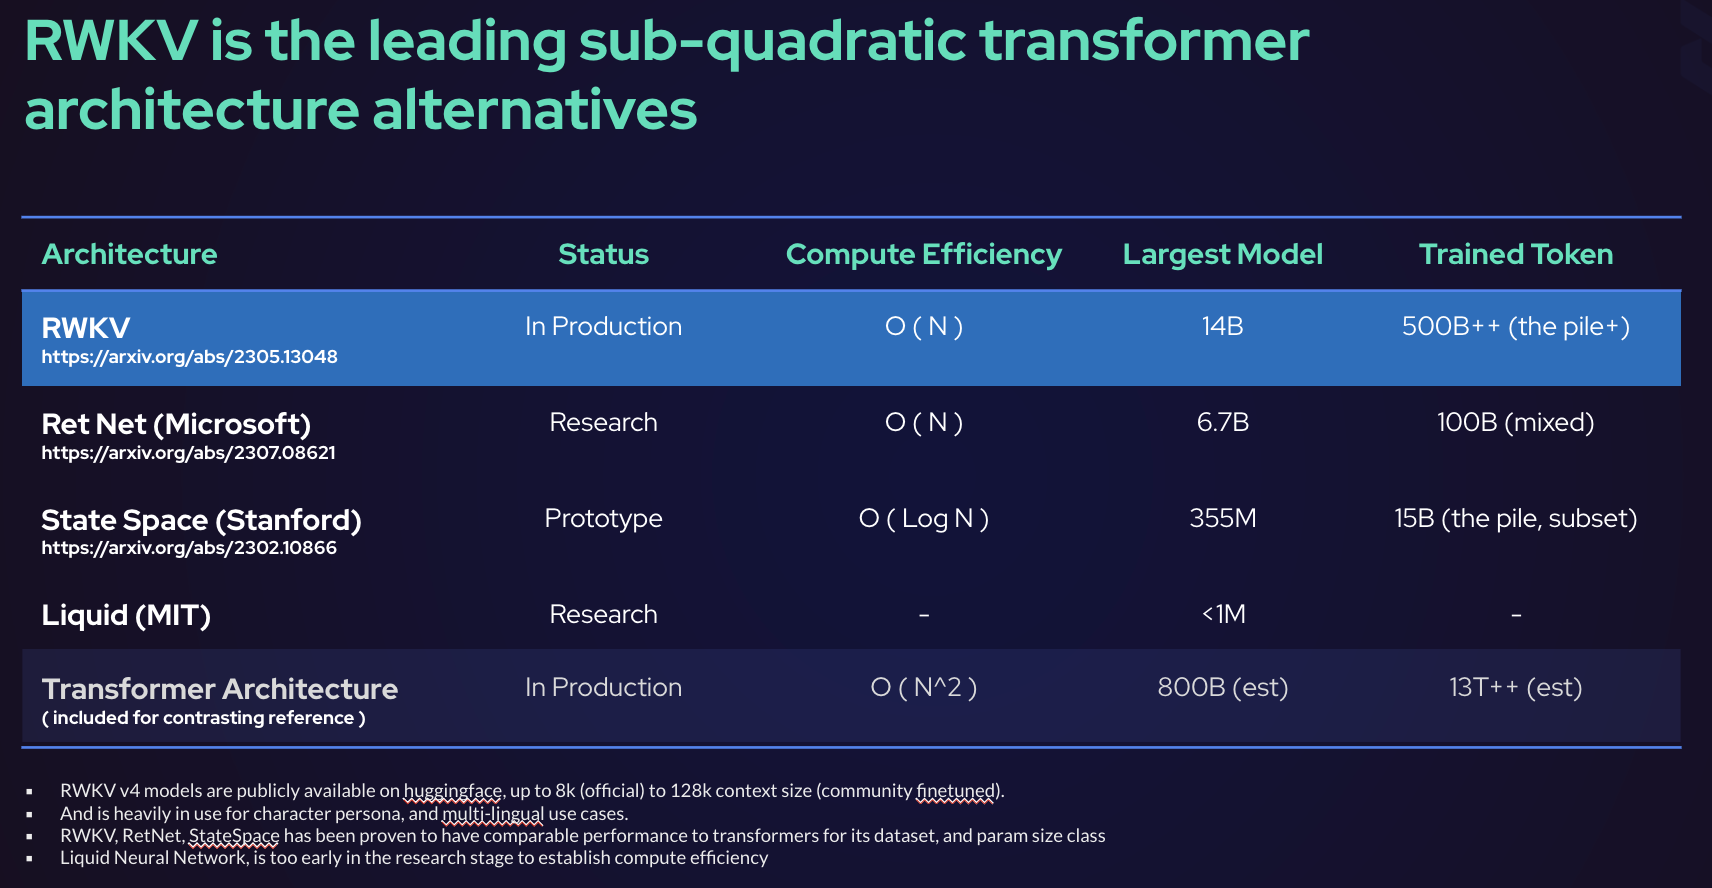 RWKV is the leading sub-quadratic transformer
architecture alternatives
Architecture Status Compute Efficiency Largest Model Trained Token
RWKV In Production O ( N ) 14B 500B++ (the pile+)
https://arxiv.org/abs/2305.13048
Ret Net (Microsoft) Research O ( N ) 6.7B 100B (mixed)
https://arxiv.org/abs/2307.08621
State Space (Stanford) Prototype O ( Log N ) 355M 15B (the pile, subset)
https://arxiv.org/abs/2302.10866
Liquid (MIT) Research - <1M -
Transformer Architecture In Production O ( N^2 ) 800B (est) 13T++ (est)
( included for contrasting reference )
▪ RWKV v4 models are publicly available on huggingface, up to 8k (official) to 128k context size (community finetuned).
▪ And is heavily in use for character persona, and multi-lingual use cases.
▪ RWKV, RetNet, StateSpace has been proven to have comparable performance to transformers for its dataset, and param size class
▪ Liquid Neural Network, is too early in the research stage to establish compute efficiency